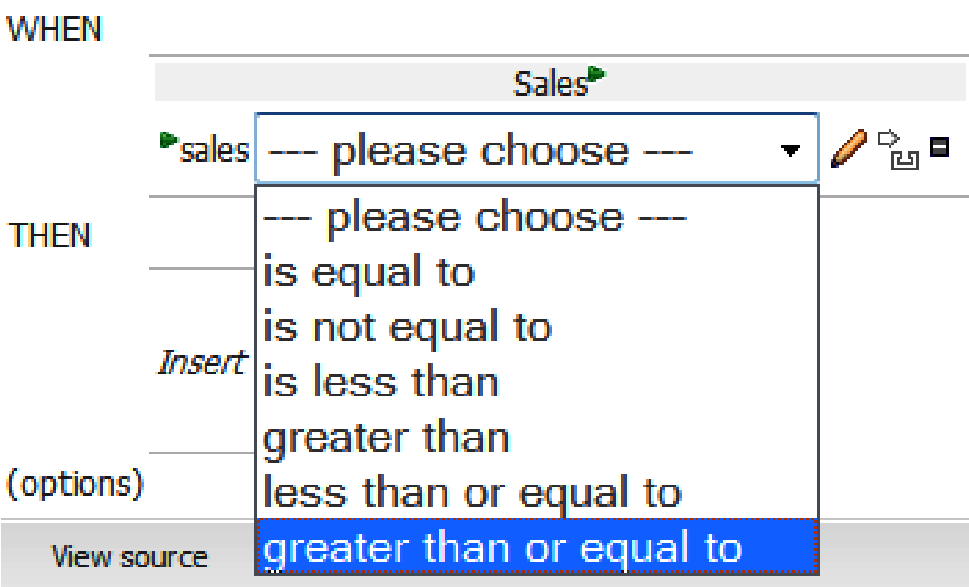 WHEN
Sales
sales --- please choose ---
--- please choose ---
THEN
is equal to
is not equal to
Insert
is less than
greater than
(options)
less than or equal to
greater than or equal to
View source